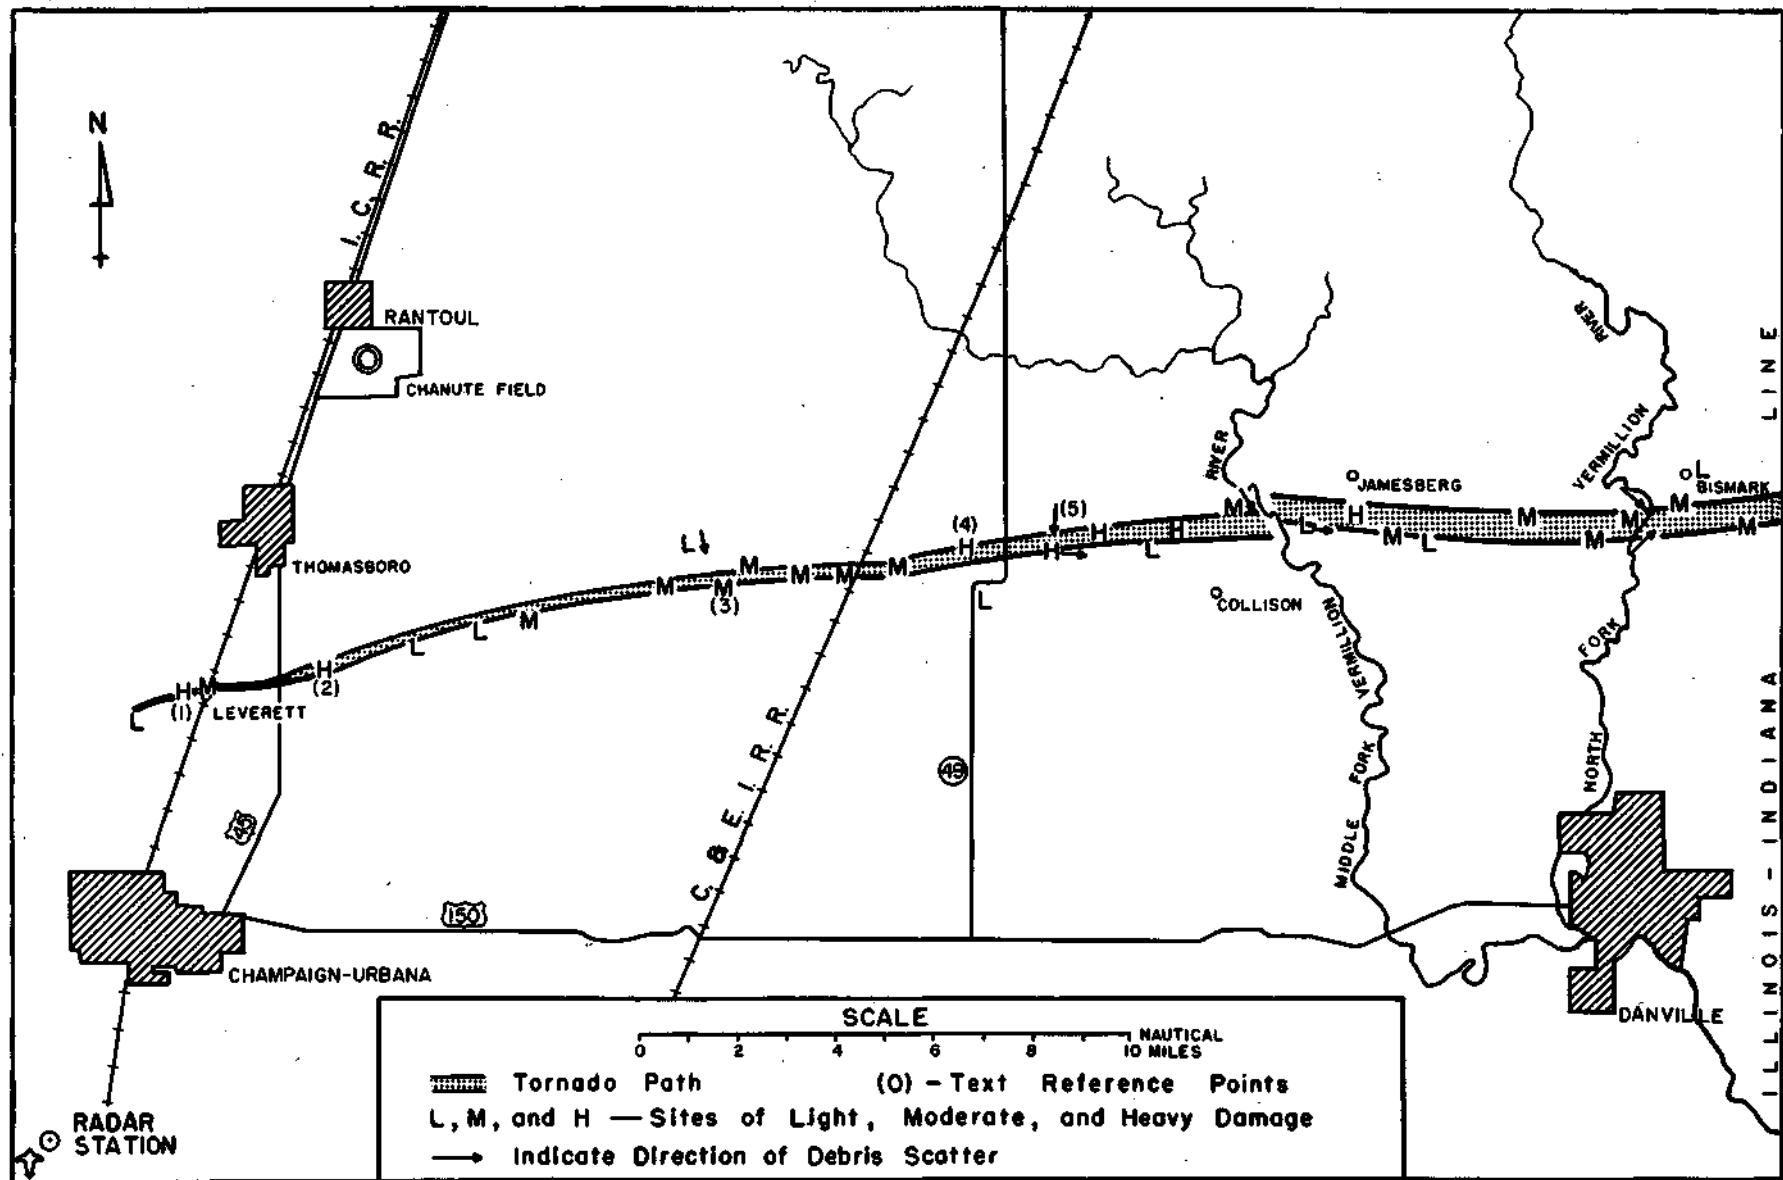 N
I. C. R. R.
RANTOUL
CHANUTE FIELD
THOMASBORO
RIVER
VERMILLION
NORTH FORK
L
BISMARK
JAMESBERG
RIVER
VERMILLION
MIDDLE FORK
COLLISON
ILLINOIS - INDIANA LINE
L H M M L L M M M M M M M H H H H L M L H M L M M M M M
L
L
(1)
(2)
(3)
(4)
(5)
LEVERETT
45
49
150
C. & E. I. R. R.
CHAMPAIGN-URBANA
DANVILLE
RADAR
STATION
SCALE
0 2 4 6 8 10
NAUTICAL
MILES
Tornado Path (0) - Text Reference Points
L, M, and H — Sites of Light, Moderate, and Heavy Damage
Indicate Direction of Debris Scatter